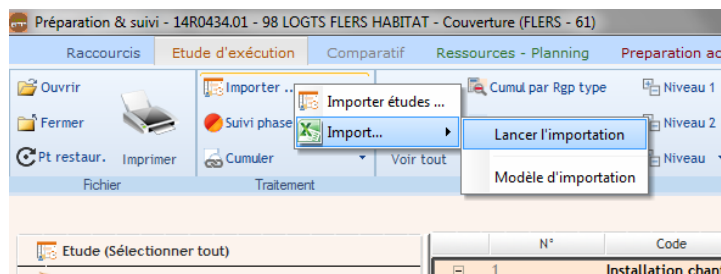 Préparation & suivi - 14R0434.01 - 98 LOGTS FLERS HABITAT - Couverture (FLERS - 61)
Raccourcis Etude d'exécution Comparatif Ressources - Planning Preparation ac
Ouvrir Importer .. Cumul par Rgp type Niveau 1
Importer études ...
Fermer Suivi phase Import... Lancer l'importation Niveau 2
Pt restaur. Imprimer Cumuler Voir tout Niveau
Modèle d'importation
Fichier Traitement
Etude (Sélectionner tout) N° Code
1 Installation chan